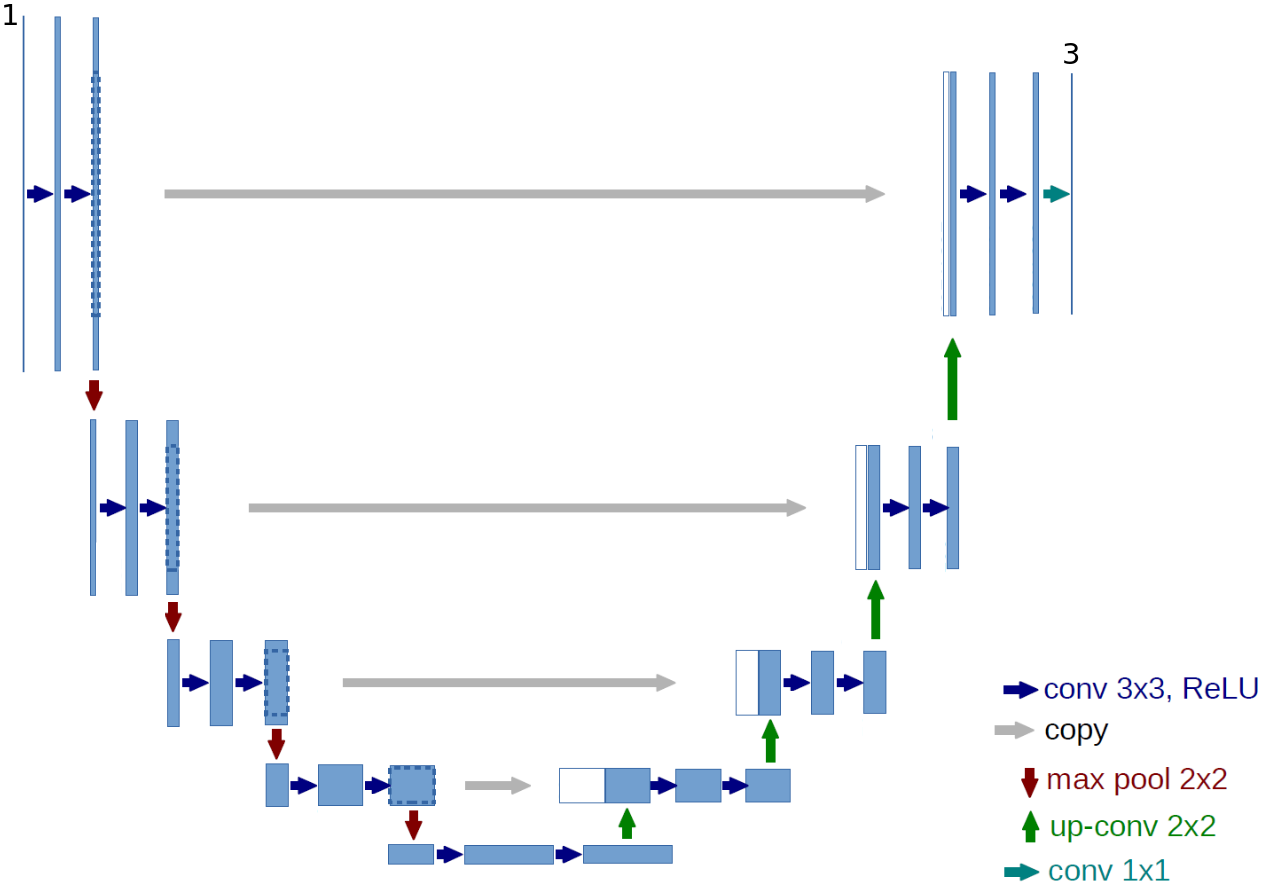 1
3
conv 3x3, ReLU
copy
max pool 2x2
up-conv 2x2
conv 1x1